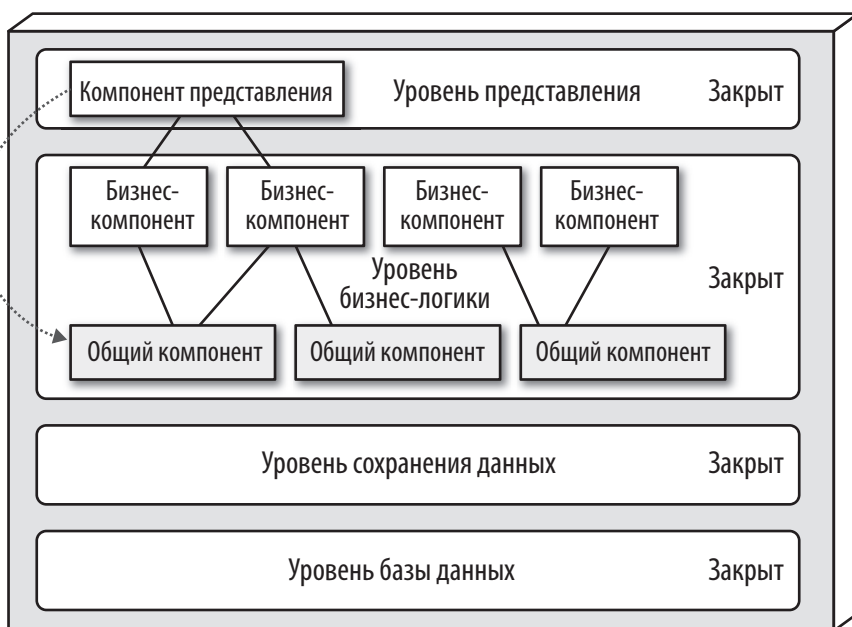 Компонент представления
Уровень представления
Закрыт
Бизнес-
компонент
Бизнес-
компонент
Бизнес-
компонент
Бизнес-
компонент
Уровень
бизнес-логики
Закрыт
Общий компонент
Общий компонент
Общий компонент
Уровень сохранения данных
Закрыт
Уровень базы данных
Закрыт